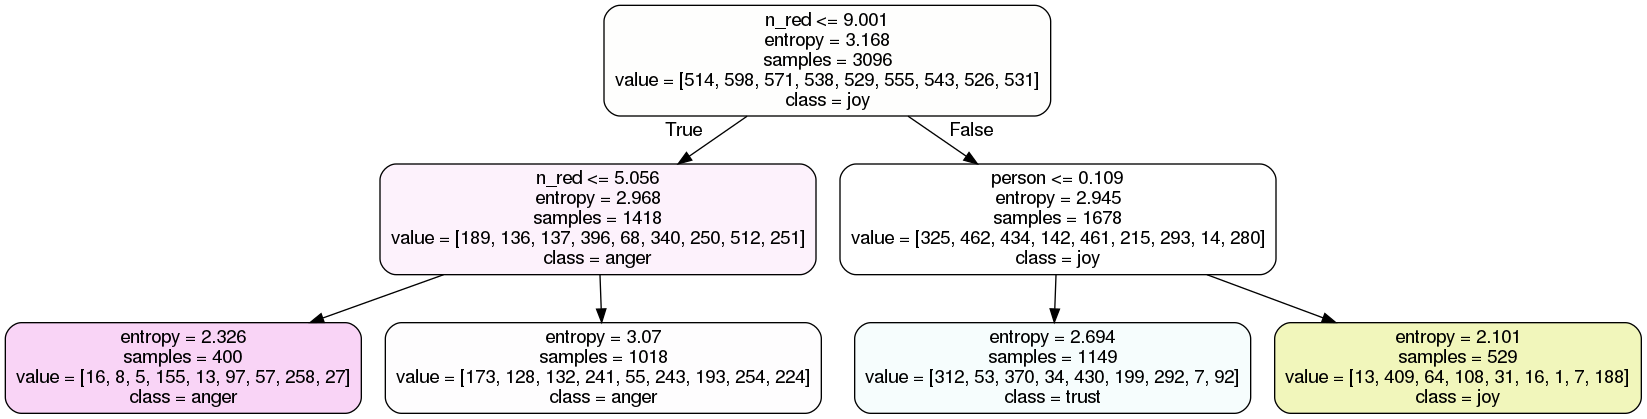 n_red <= 9.001
entropy = 3.168
samples = 3096
value = [514, 598, 571, 538, 529, 555, 543, 526, 531]
class = joy
True
False
n_red <= 5.056
entropy = 2.968
samples = 1418
value = [189, 136, 137, 396, 68, 340, 250, 512, 251]
class = anger
person <= 0.109
entropy = 2.945
samples = 1678
value = [325, 462, 434, 142, 461, 215, 293, 14, 280]
class = joy
entropy = 2.326
samples = 400
value = [16, 8, 5, 155, 13, 97, 57, 258, 27]
class = anger
entropy = 3.07
samples = 1018
value = [173, 128, 132, 241, 55, 243, 193, 254, 224]
class = anger
entropy = 2.694
samples = 1149
value = [312, 53, 370, 34, 430, 199, 292, 7, 92]
class = trust
entropy = 2.101
samples = 529
value = [13, 409, 64, 108, 31, 16, 1, 7, 188]
class = joy